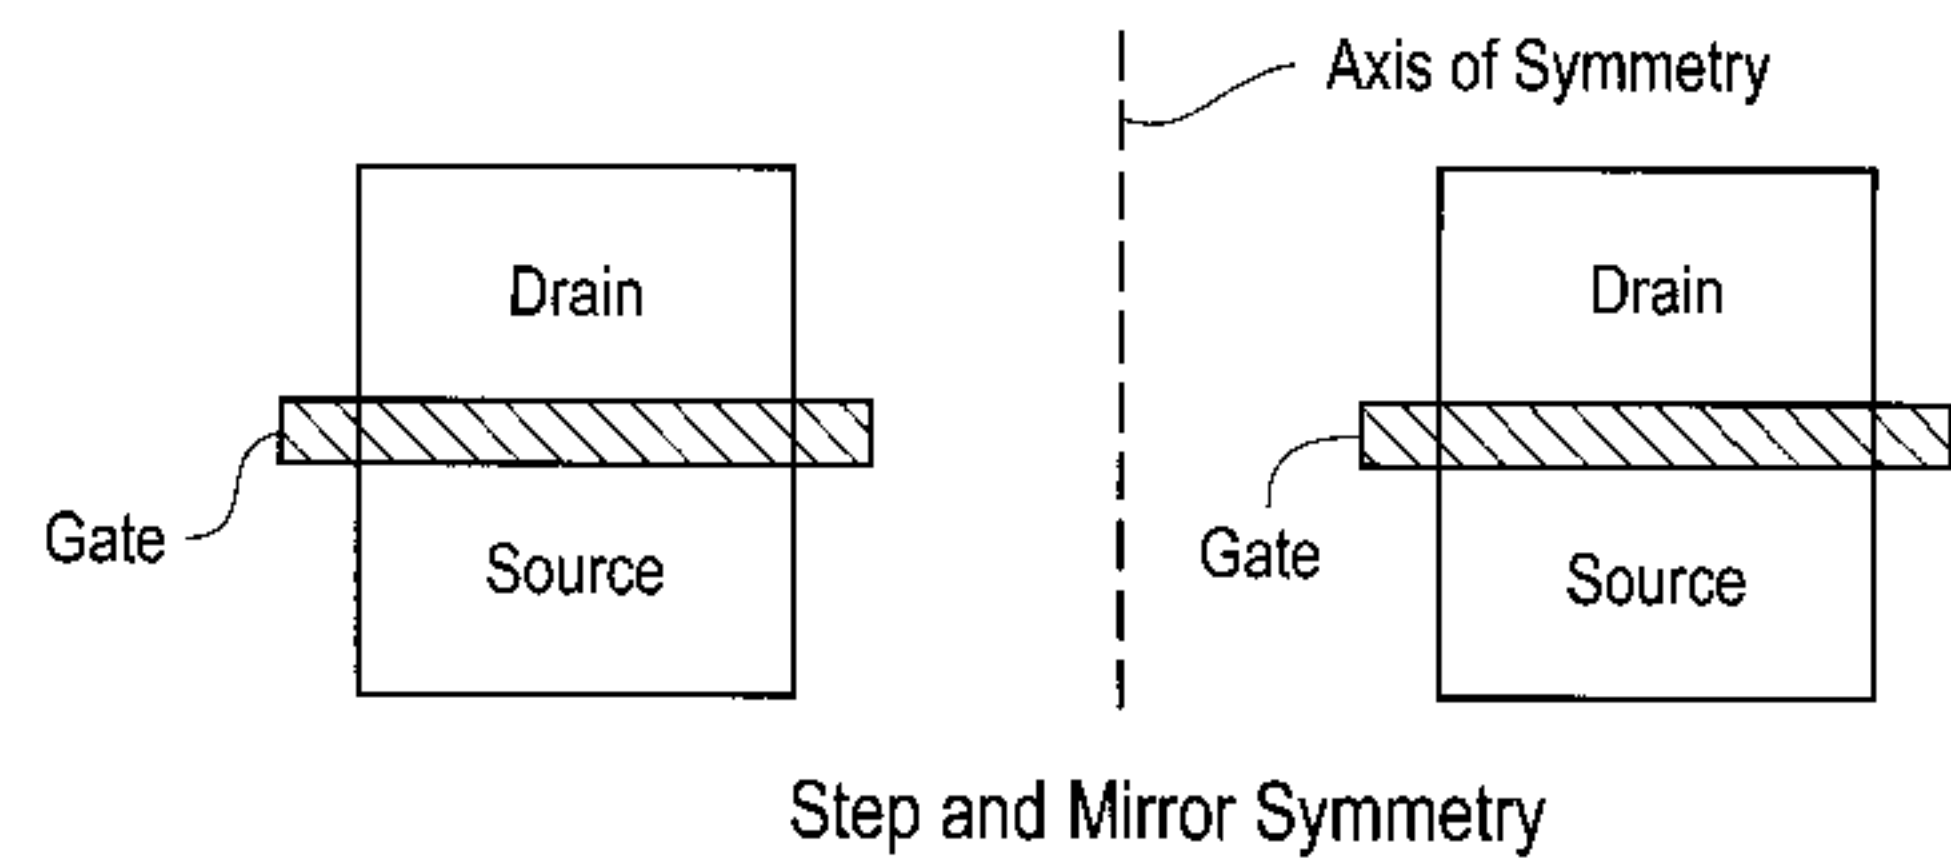 Axis of Symmetry
Drain
Drain
Gate
Source
Gate
Source
Step and Mirror Symmetry